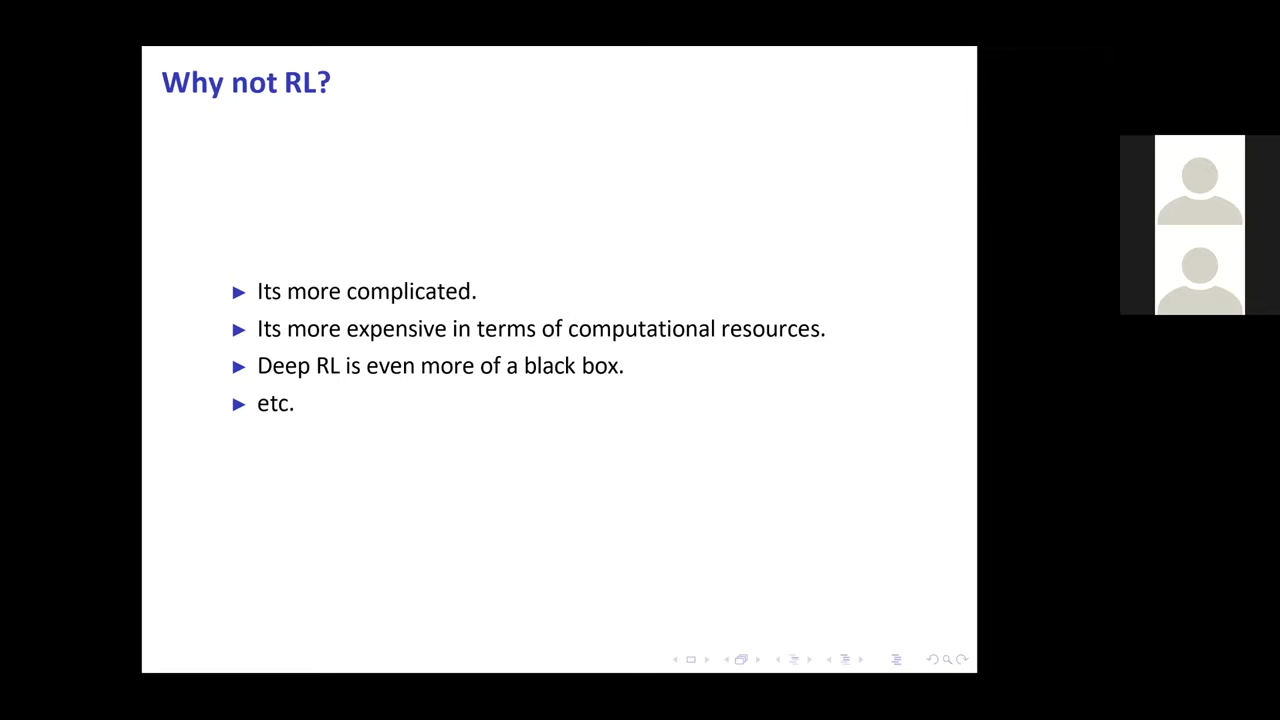 Why not RL?
Its more complicated.
Its more expensive in terms of computational resources.
Deep RL is even more of a black box.
etc.